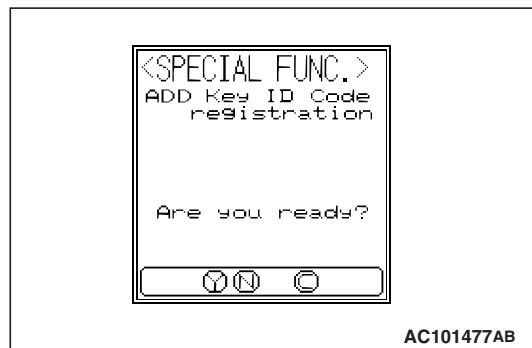 <SPECIAL FUNC.>
ADD Key ID Code
registration
Are you ready?
Y N C
AC101477AB